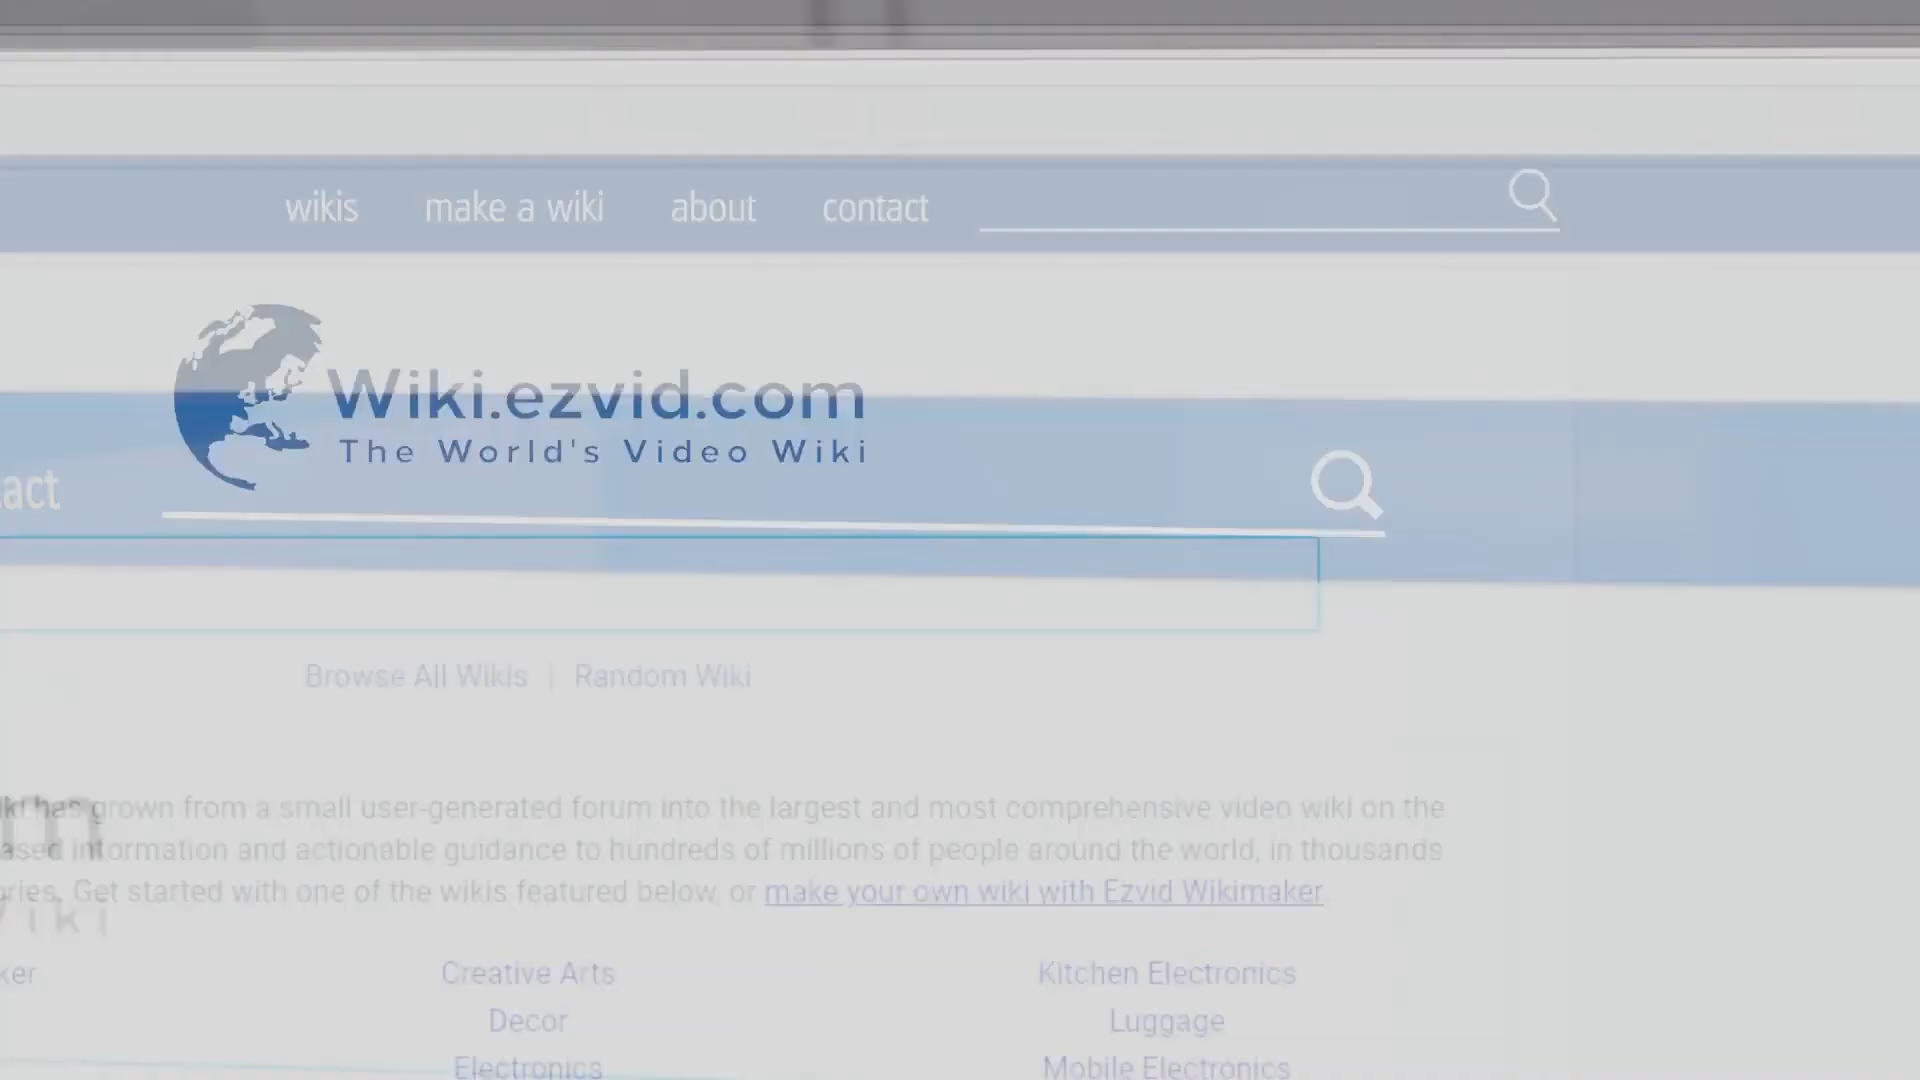 wikis make a wiki about contact
Wiki.ezvid.com
The World's Video Wiki
Browse All Wikis | Random Wiki
has grown from a small user-generated forum into the largest and most comprehensive video wiki on the
information and actionable guidance to hundreds of millions of people around the world, in thousands
Get started with one of the wikis featured below, or make your own wiki with Ezvid Wikimaker.
Creative Arts Kitchen Electronics
Decor Luggage
Electronics Mobile Electronics